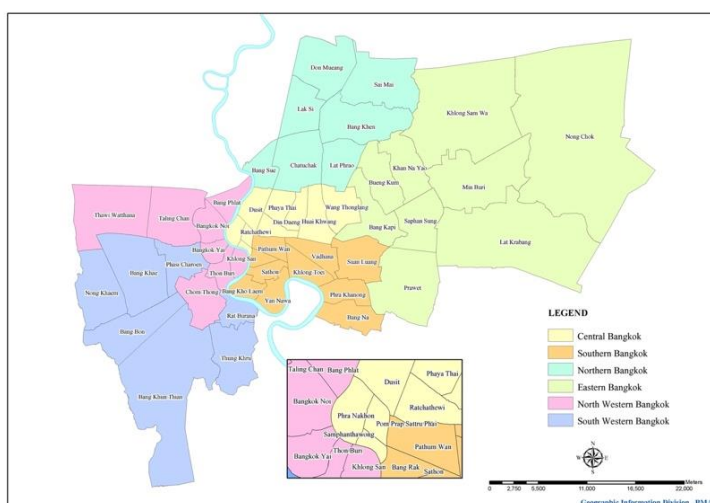 Don Mueang
Sai Mai
Lak Si
Bang Khen
Khlong Sam Wa
Nong Chok
Chatuchak
Lat Phrao
Khan Na Yao
Bang Sue
Bueng Kum
Min Buri
Bang Phlat
Thawi Watthana
Taling Chan
Dusit
Phaya Thai
Wang Thonglang
Bangkok Noi
Din Daeng
Huai Khwang
Saphan Sung
Ratchathewi
Bang Kapi
Lat Krabang
Bangkok Yai
Pathum Wan
Vadhana
Suan Luang
Phasi Charoen
Khlong San
Bang Khae
Thon Buri
Sathon
Khlong Toei
Prawet
Nong Khaem
Chom Thong
Bang Kho Laem
Phra Khanong
Yan Nawa
Rat Burana
Bang Na
Bang Bon
Thung Khru
Bang Khun Thian
LEGEND
Central Bangkok
Southern Bangkok
Northern Bangkok
Eastern Bangkok
North Western Bangkok
South Western Bangkok
Taling Chan
Bang Phlat
Phaya Thai
Dusit
Bangkok Noi
Ratchathewi
Phra Nakhon
Pom Prap Sattru Phai
Samphanthawong
Pathum Wan
Bangkok Yai
Thon Buri
Khlong San
Bang Rak
Sathon
N
W
E
S
Meters
0 2,750 5,500 11,000 16,500 22,000
Geographic Information Division, BMA